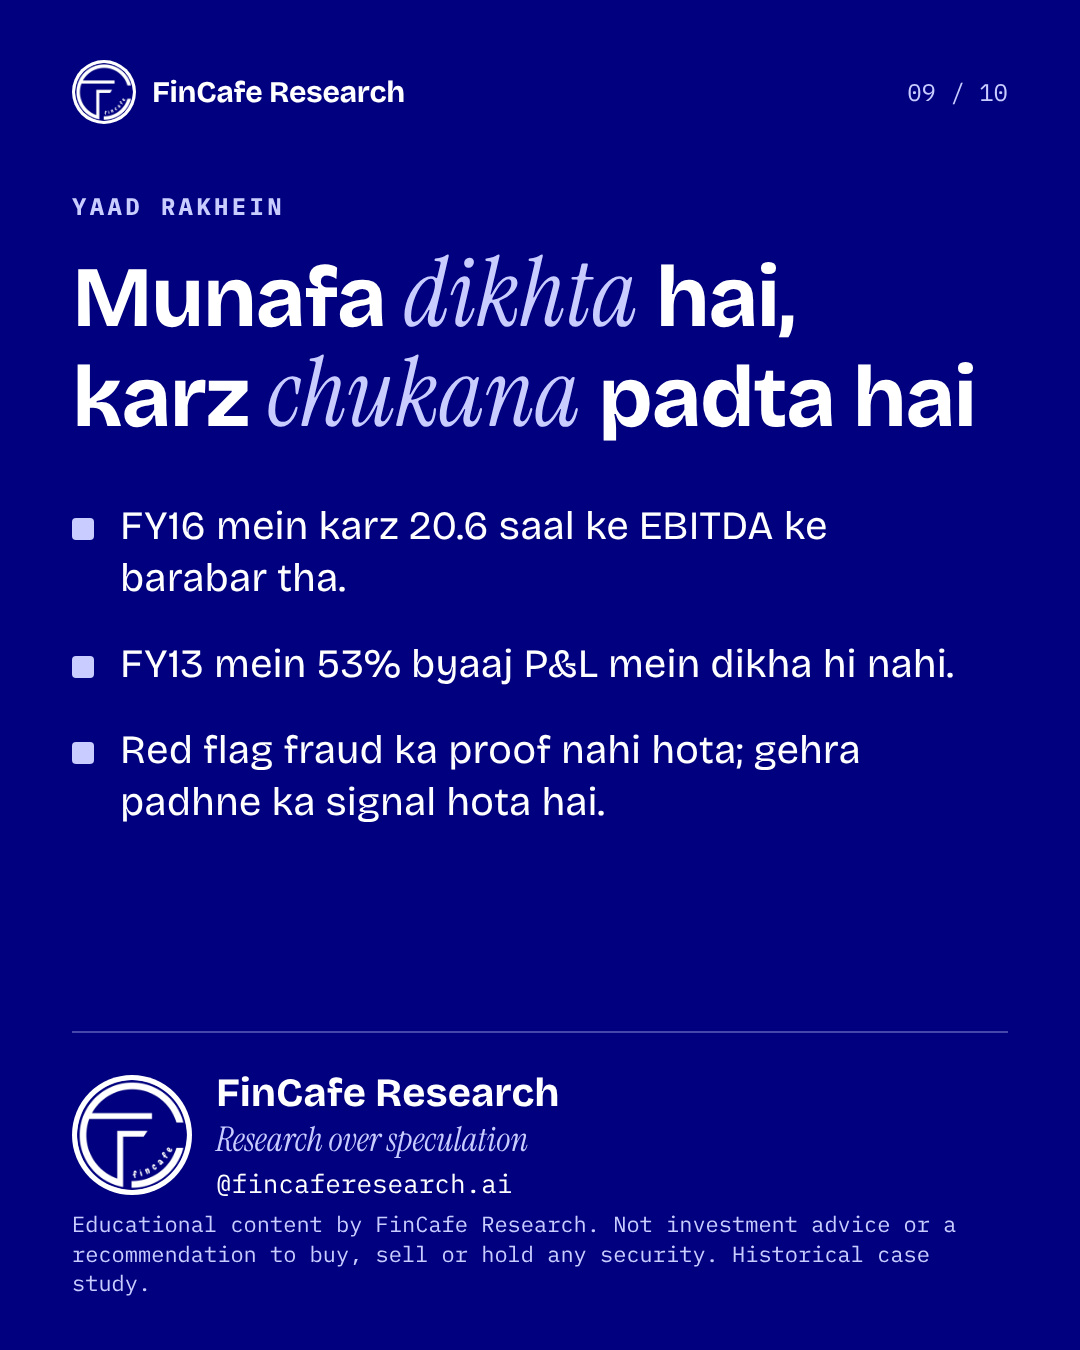 FinCafe Research
09 / 10
YAAD RAKHEIN
Munafa dikhta hai,
karz chukana padta hai
FY16 mein karz 20.6 saal ke EBITDA ke
barabar tha.
FY13 mein 53% byaaj P&L mein dikha hi nahi.
Red flag fraud ka proof nahi hota; gehra
padhne ka signal hota hai.
fincafe
FinCafe Research
Research over speculation
@fincaferesearch.ai
Educational content by FinCafe Research. Not investment advice or a
recommendation to buy, sell or hold any security. Historical case
study.